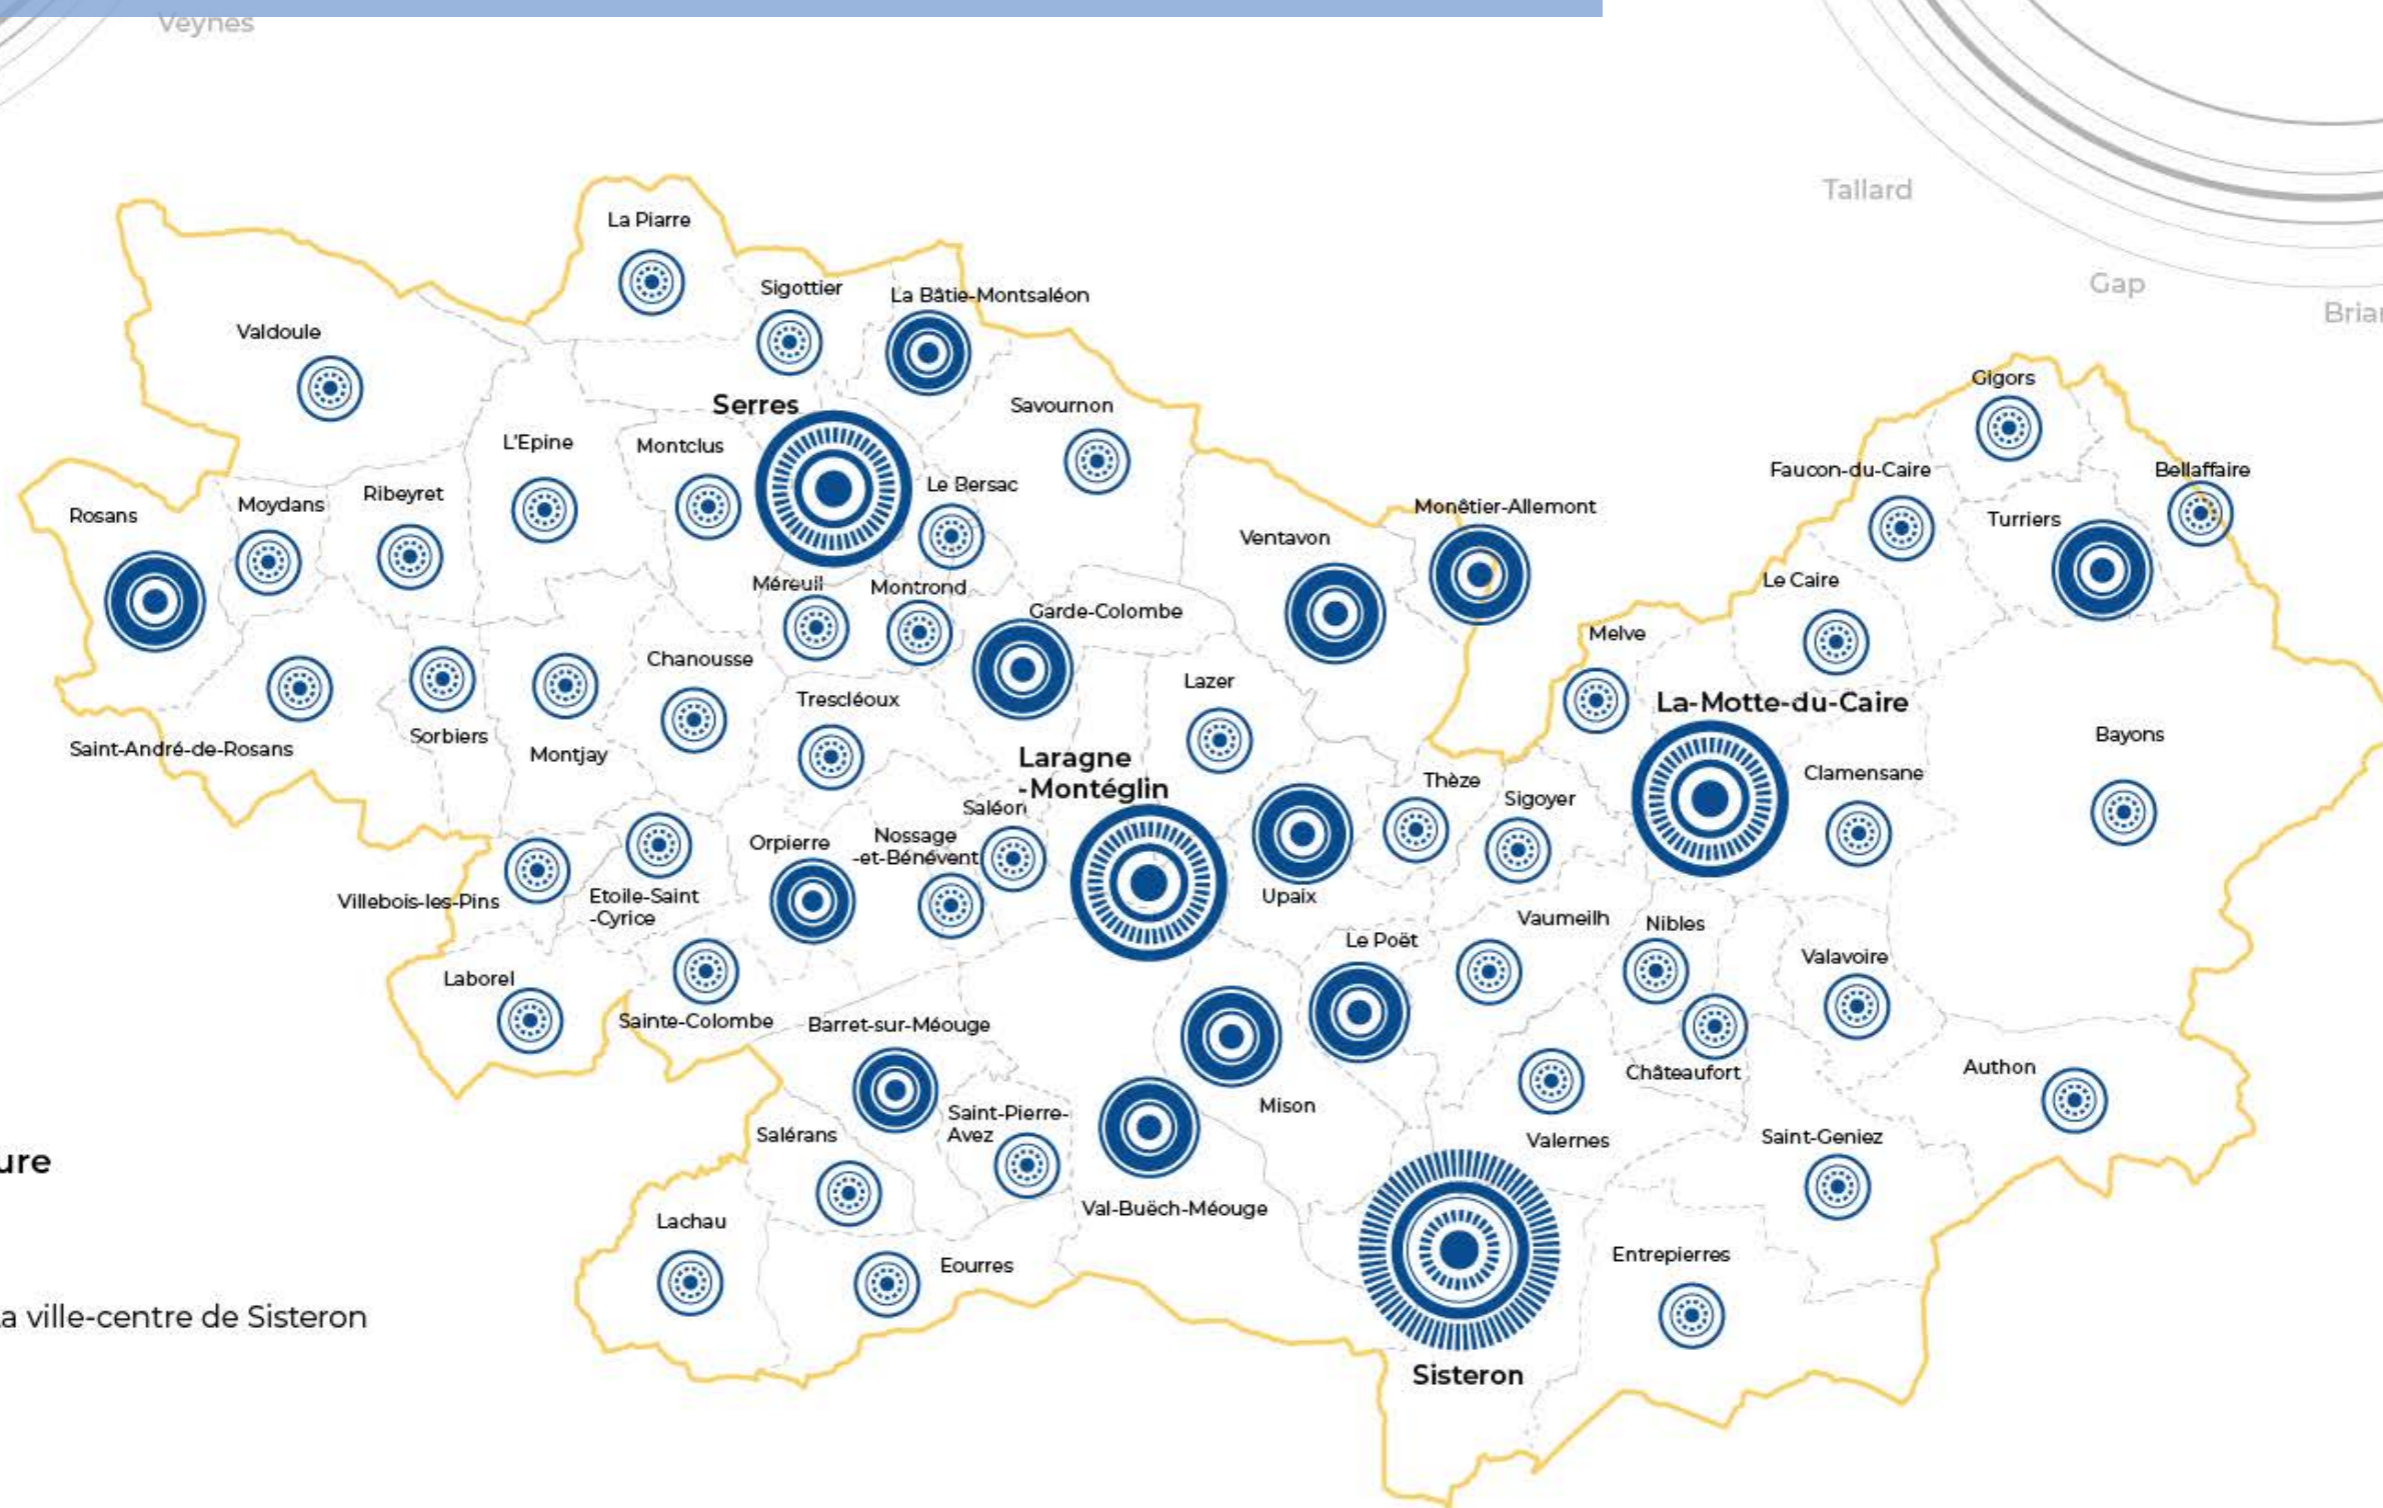 Veynes
Tallard
Gap
La Piarre
Sigottier
La Bâtie-Montsaléon
Valdoule
Gigors
Serres
Savournon
L'Epine
Montclus
Faucon-du-Caire
Bellaffaire
Le Bersac
Ribeyret
Moydans
Rosans
Monêtier-Allemont
Turriers
Ventavon
Le Caire
Méreuil
Montrond
Garde-Colombe
Melve
Chanousse
Lazer
Trescléoux
La-Motte-du-Caire
Sorbiers
Bayons
Saint-André-de-Rosans
Montjay
Laragne
-Montéglin
Clamensane
Thèze
Sigoyer
Saléon
Orpierre
Nossage
-et-Bénévent
Villebois-les-Pins
Etoile-Saint
-Cyrice
Upaix
Vaumeilh
Nibles
Le Poët
Valavoire
Laborel
Sainte-Colombe
Barret-sur-Méouge
Châteaufort
Authon
Mison
Saint-Pierre-
Avez
Salérans
Valernes
Saint-Geniez
ure
Val-Buëch-Méouge
Lachau
Entrepierres
Eourres
a ville-centre de Sisteron
Sisteron